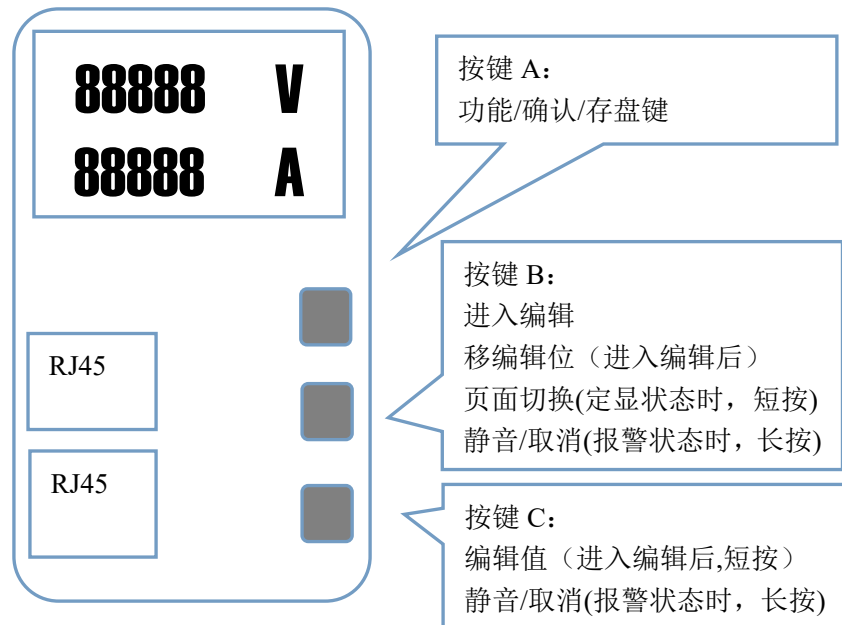 88888 V
88888 A
按键 A：
功能/确认/存盘键
按键 B：
进入编辑
移编辑位（进入编辑后）
页面切换(定显状态时，短按)
静音/取消(报警状态时，长按)
RJ45
RJ45
按键 C：
编辑值（进入编辑后,短按）
静音/取消(报警状态时，长按)